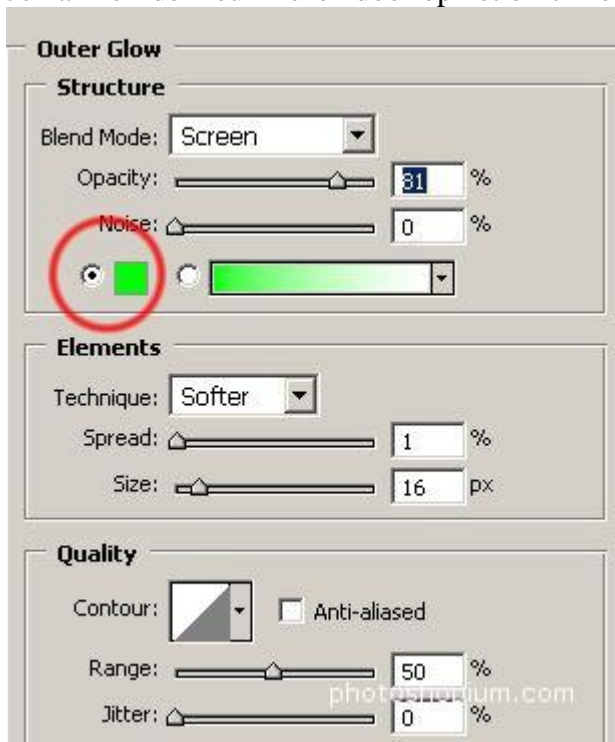 Outer Glow
Structure
Blend Mode: Screen
Opacity: 81 %
Noise: 0 %
Elements
Technique: Softer
Spread: 1 %
Size: 16 px
Quality
Contour: Anti-aliased
Range: 50 %
photoshopium.com
Jitter: 0 %